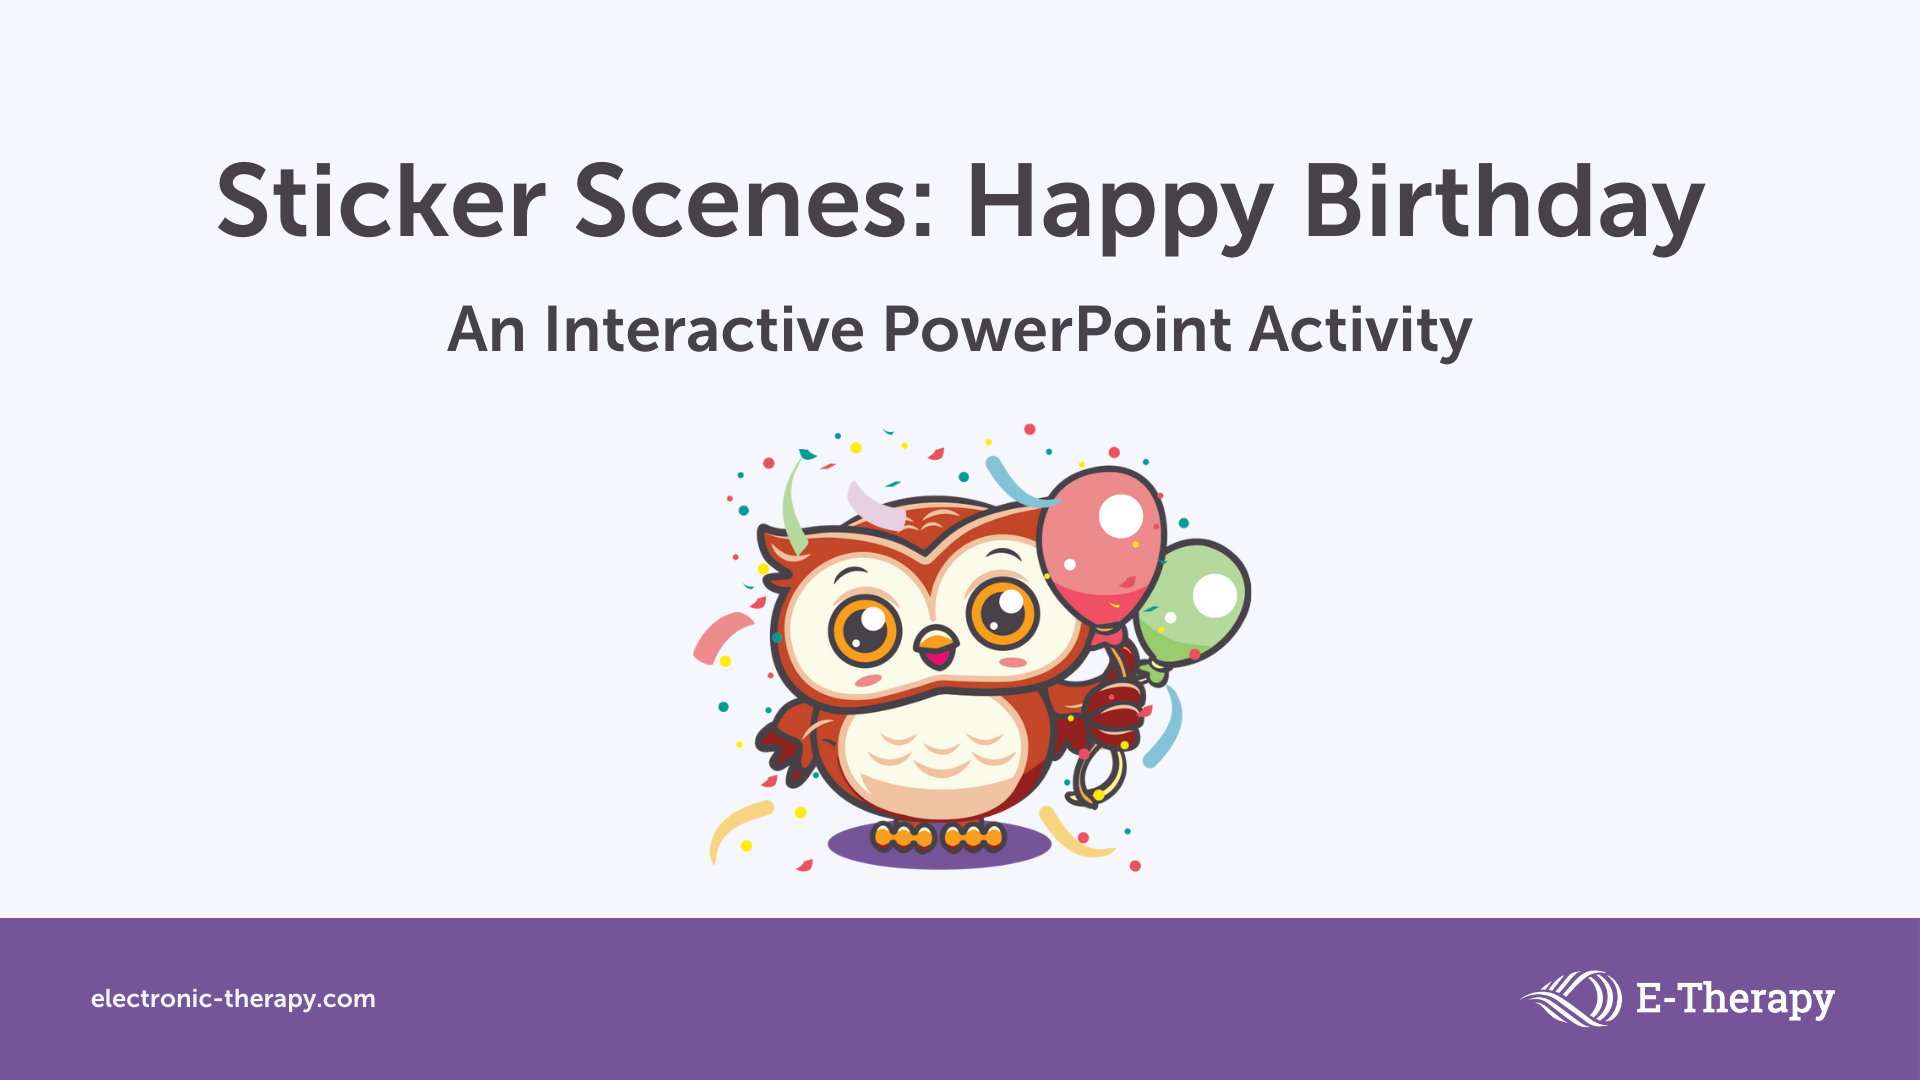 Sticker Scenes: Happy Birthday
An Interactive PowerPoint Activity
electronic-therapy.com
E-Therapy